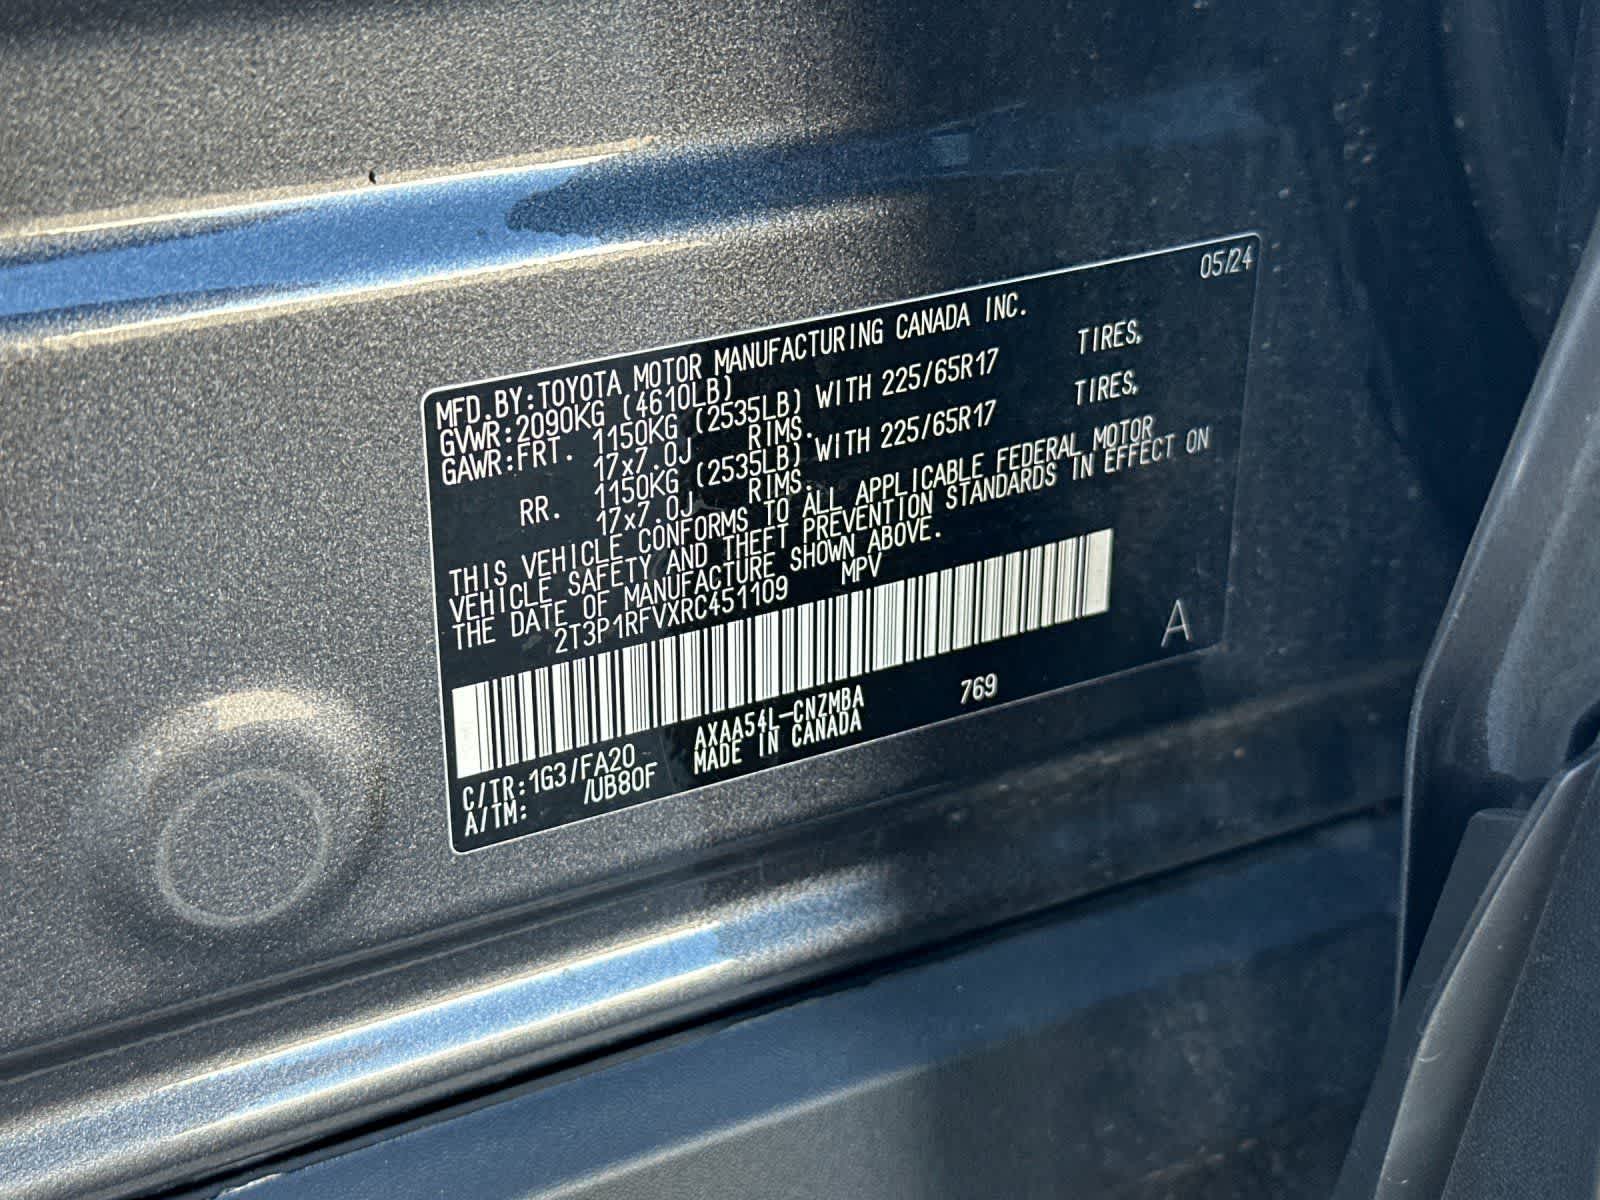 05/24
MFD.BY:TOYOTA MOTOR MANUFACTURING CANADA INC.
GVWR:2090KG (4610LB)
GAWR:FRT. 1150KG (2535LB) WITH 225/65R17 TIRES,
17x7.0J RIMS.
RR. 1150KG (2535LB) WITH 225/65R17 TIRES,
17x7.0J RIMS.
THIS VEHICLE CONFORMS TO ALL APPLICABLE FEDERAL MOTOR
VEHICLE SAFETY AND THEFT PREVENTION STANDARDS IN EFFECT ON
THE DATE OF MANUFACTURE SHOWN ABOVE.
2T3P1RFVXRC451109 MPV
A
C/TR:1G3/FA20 AXAA54L-CNZMBA 769
A/TM: /UB80F MADE IN CANADA